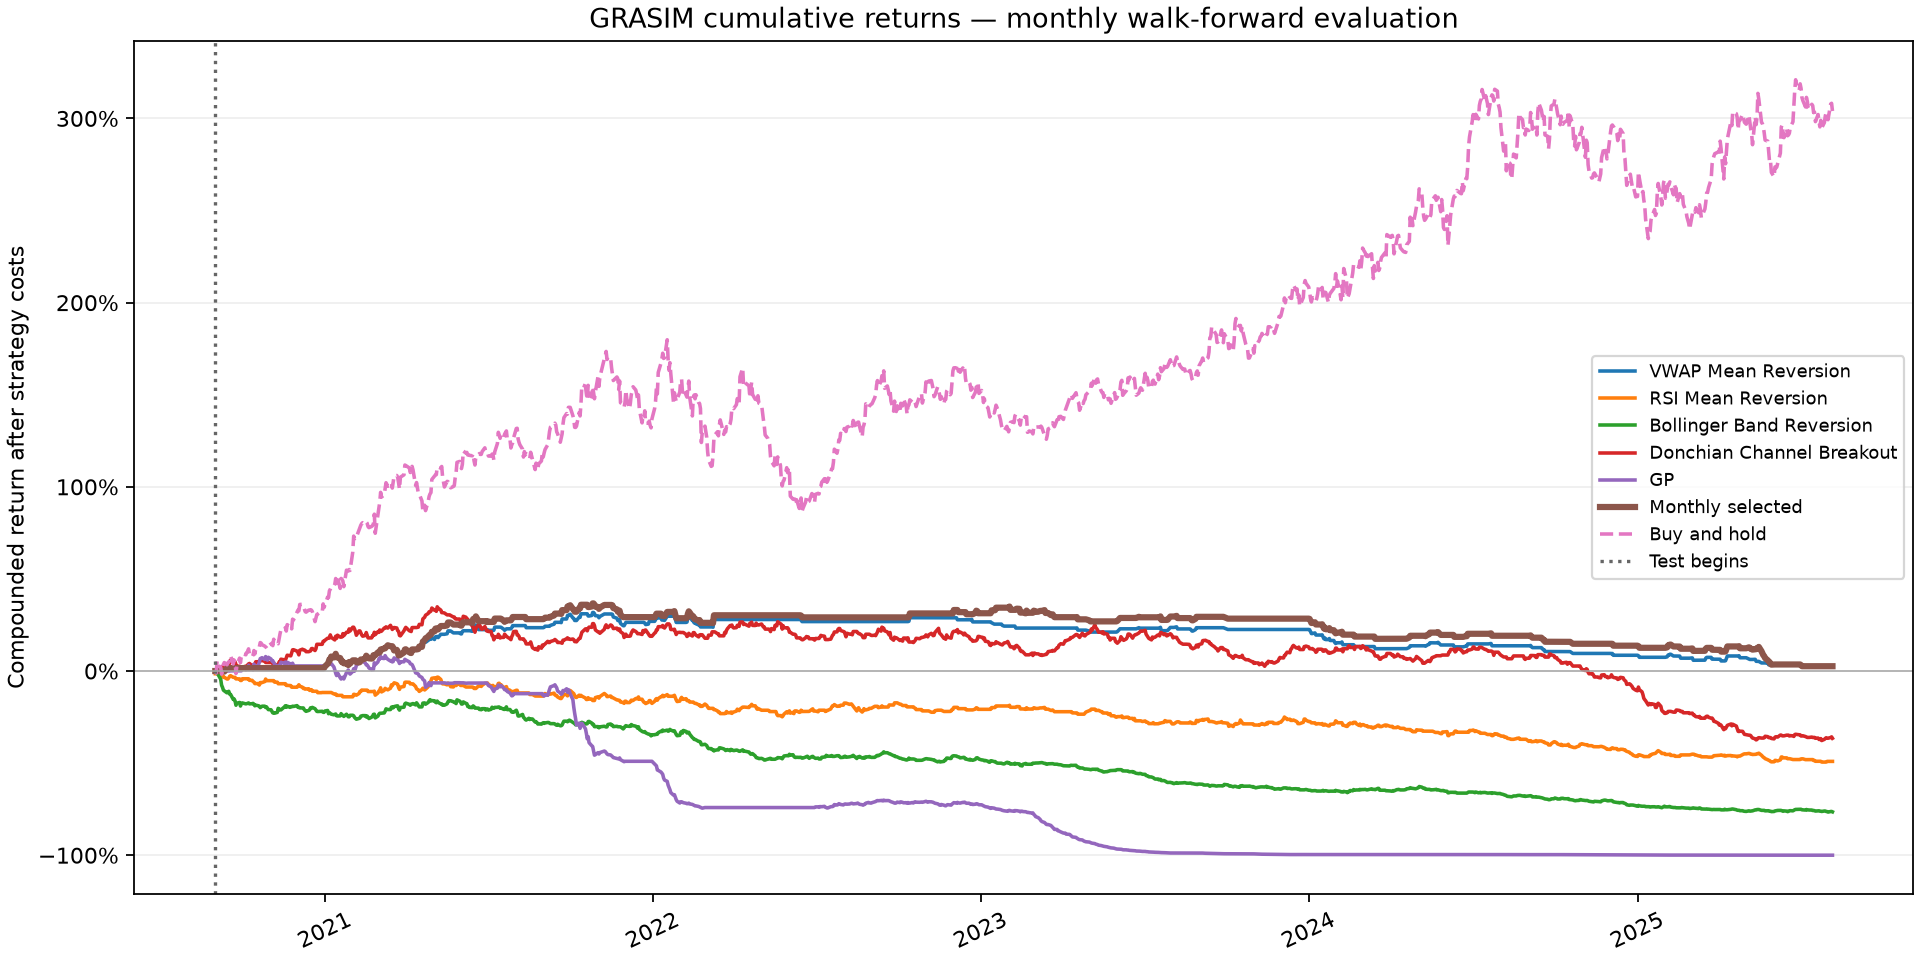 GRASIM cumulative returns — monthly walk-forward evaluation
Compounded return after strategy costs
300%
200%
100%
0%
−100%
VWAP Mean Reversion
RSI Mean Reversion
Bollinger Band Reversion
Donchian Channel Breakout
GP
Monthly selected
Buy and hold
Test begins
2021
2022
2023
2024
2025